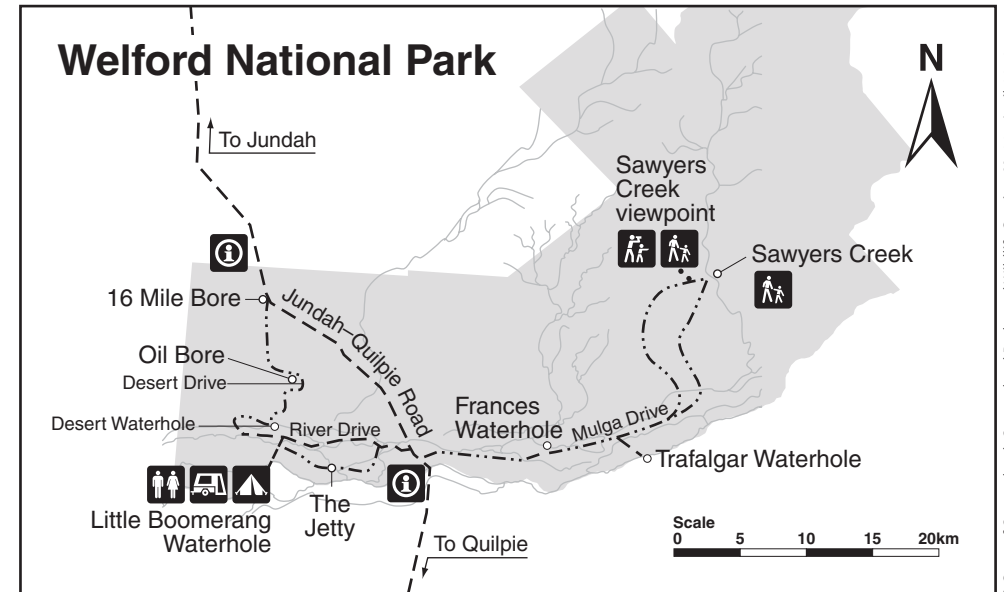 Welford National Park
N
To Jundah
Sawyers
Creek
viewpoint
Sawyers Creek
16 Mile Bore
Jundah–Quilpie Road
Oil Bore
Desert Drive
Desert Waterhole
River Drive
Frances
Waterhole
Mulga Drive
Trafalgar Waterhole
Little Boomerang
Waterhole
The
Jetty
To Quilpie
Scale
0 5 10 15 20km